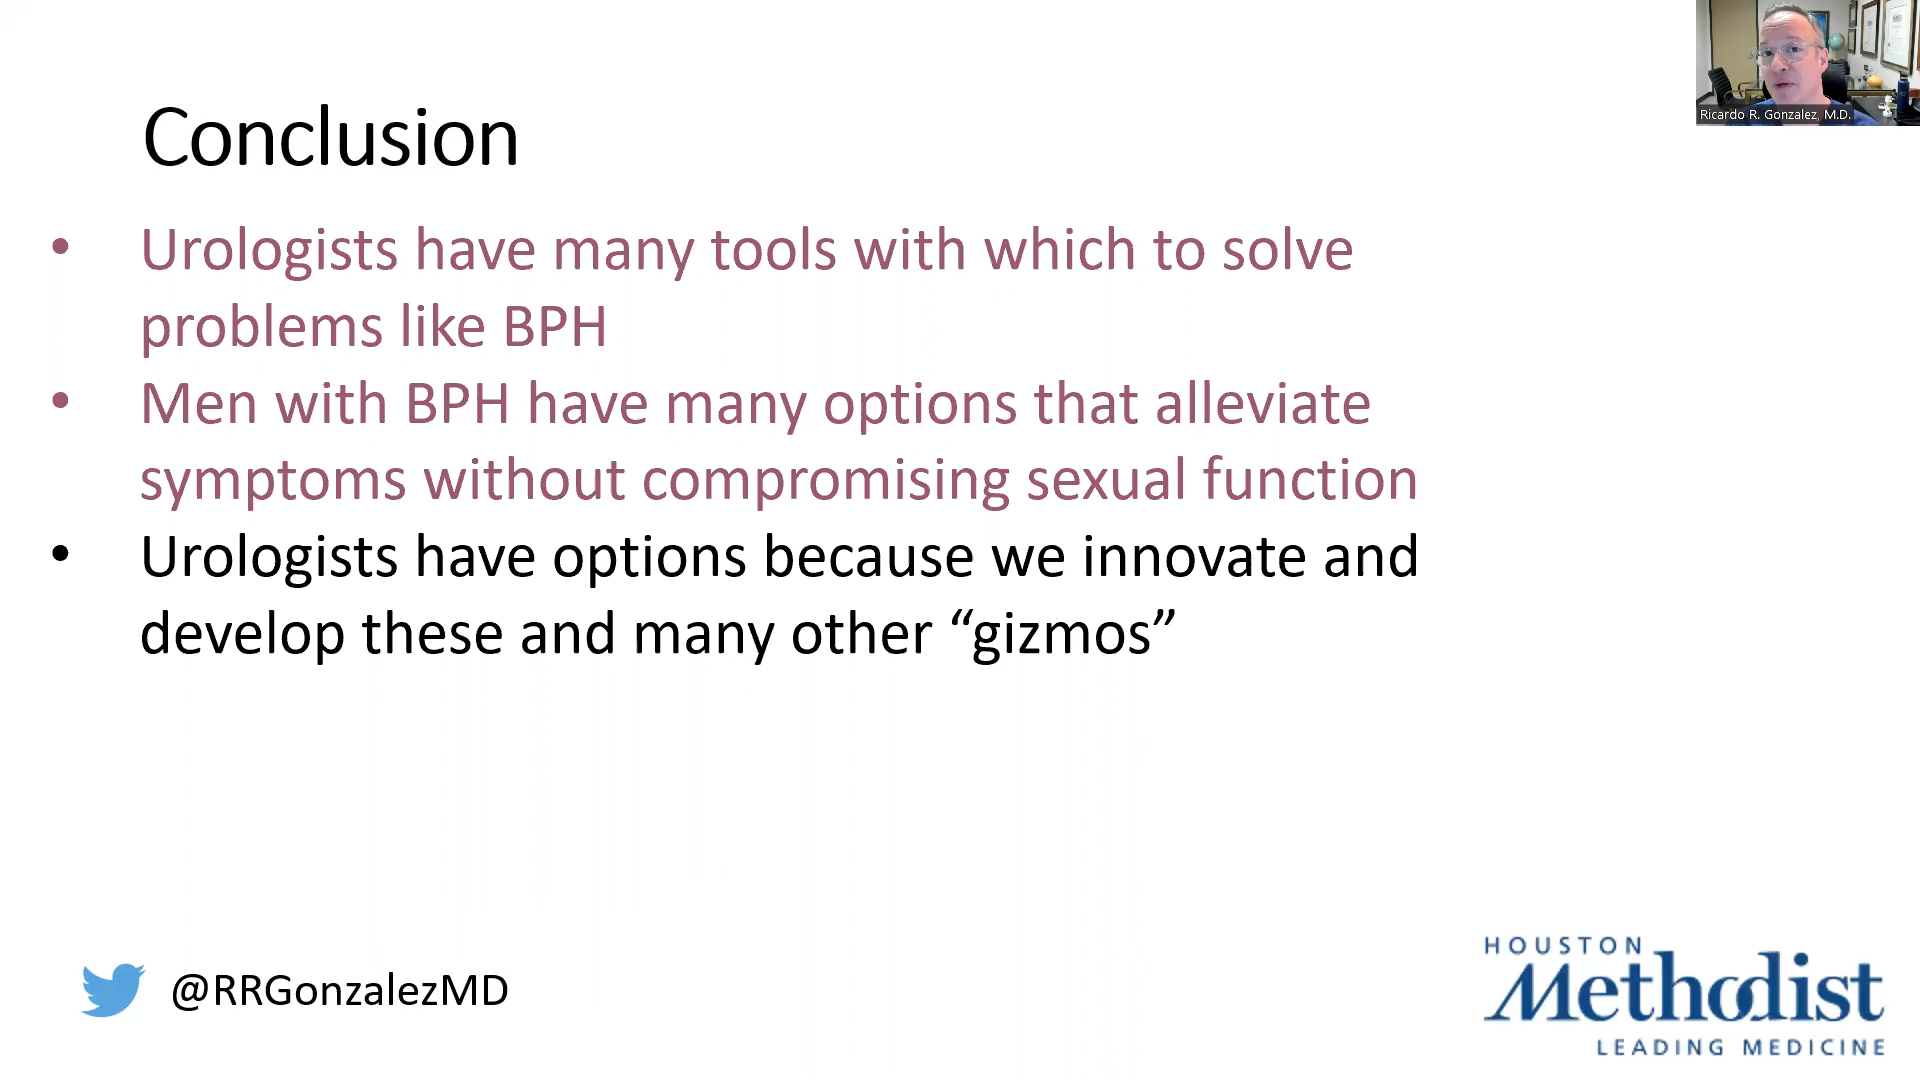 Ricardo R. Gonzalez, M.D.
Conclusion
• Urologists have many tools with which to solve
problems like BPH
• Men with BPH have many options that alleviate
symptoms without compromising sexual function
• Urologists have options because we innovate and
develop these and many other “gizmos”
@RRGonzalezMD
HOUSTON
Methodist
LEADING MEDICINE